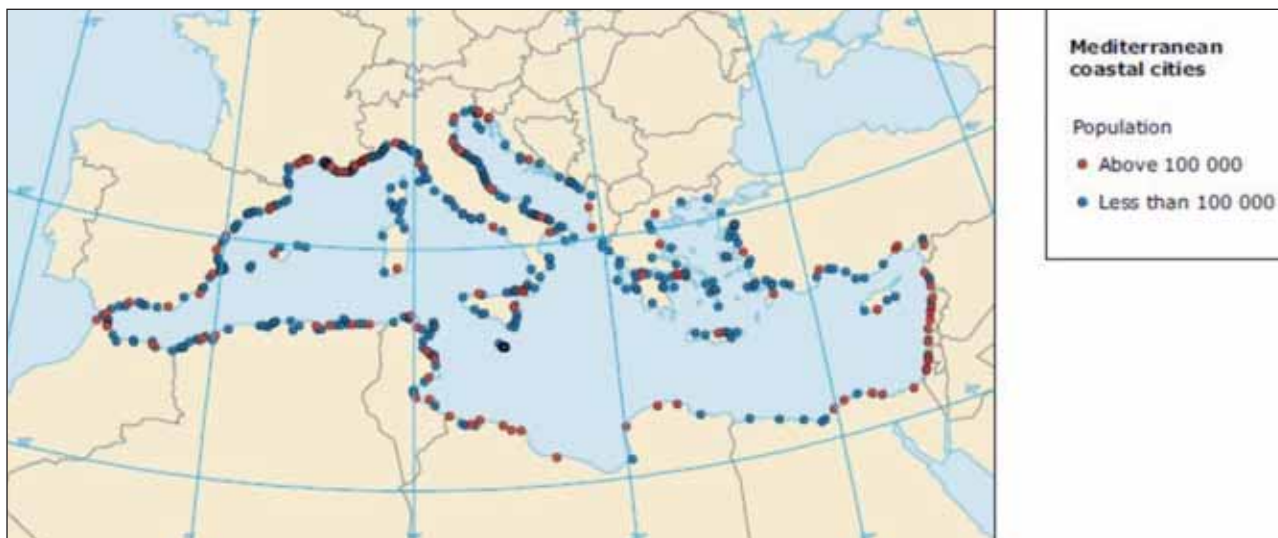 Mediterranean
coastal cities
Population
Above 100 000
Less than 100 000